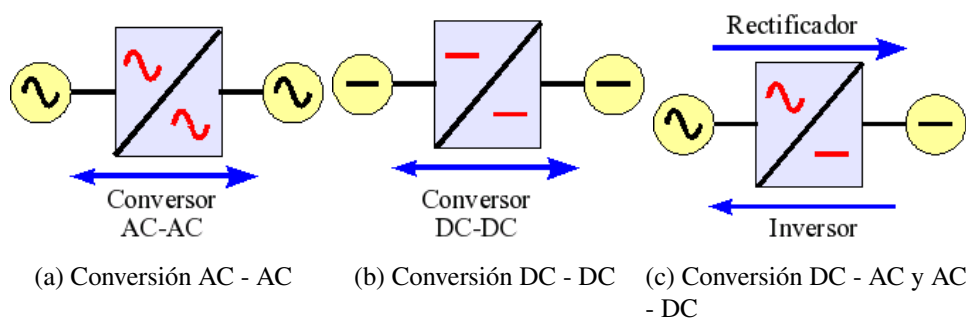 Rectificador
Conversor
AC-AC
Conversor
DC-DC
Inversor
(a) Conversión AC - AC
(b) Conversión DC - DC
(c) Conversión DC - AC y AC
- DC